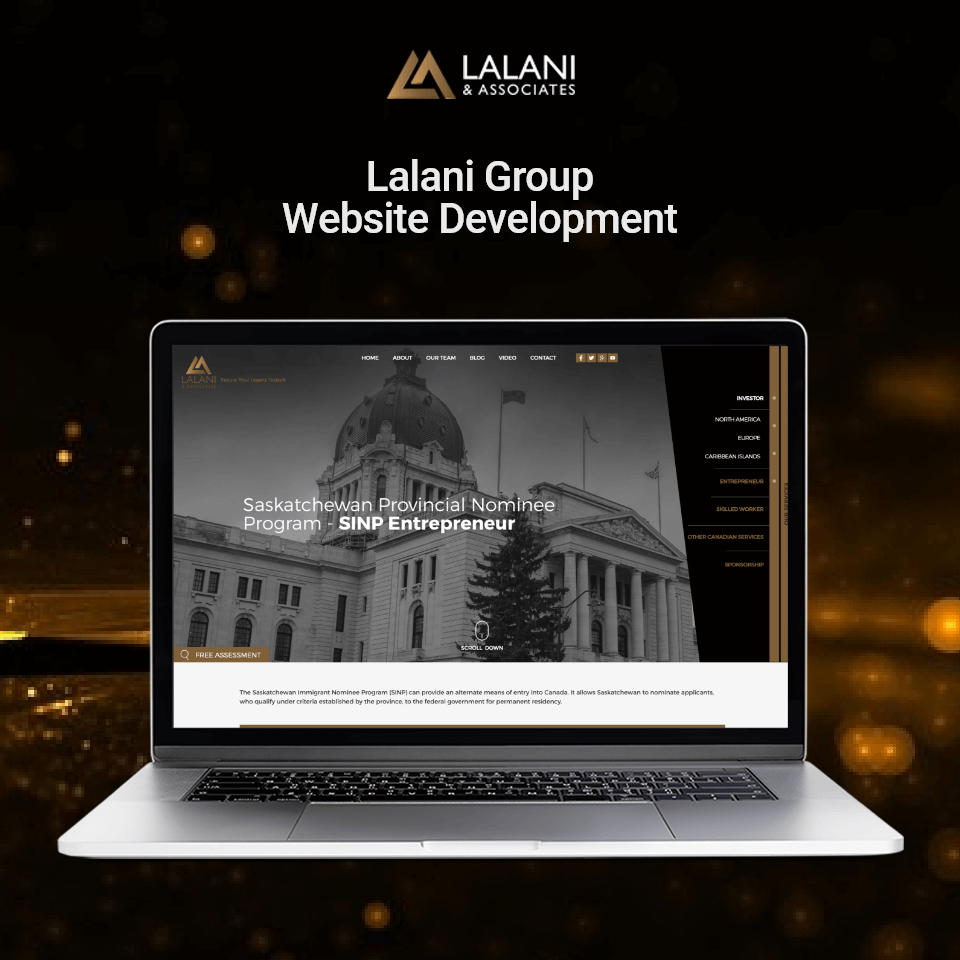 LALANI
& ASSOCIATES
Lalani Group
Website Development
HOME ABOUT OUR TEAM BLOG VIDEO CONTACT
LALANI
& ASSOCIATES
INVESTOR
NORTH AMERICA
EUROPE
CARIBBEAN ISLANDS
ENTREPRENEUR
SKILLED WORKER
OTHER CANADIAN SERVICES
SPONSORSHIP
Saskatchewan Provincial Nominee
Program - SINP Entrepreneur
SCROLL DOWN
FREE ASSESSMENT
The Saskatchewan Immigrant Nominee Program (SINP) can provide an alternate means of entry into Canada. It allows Saskatchewan to nominate applicants,
who qualify under criteria established by the province, to the federal government for permanent residency.